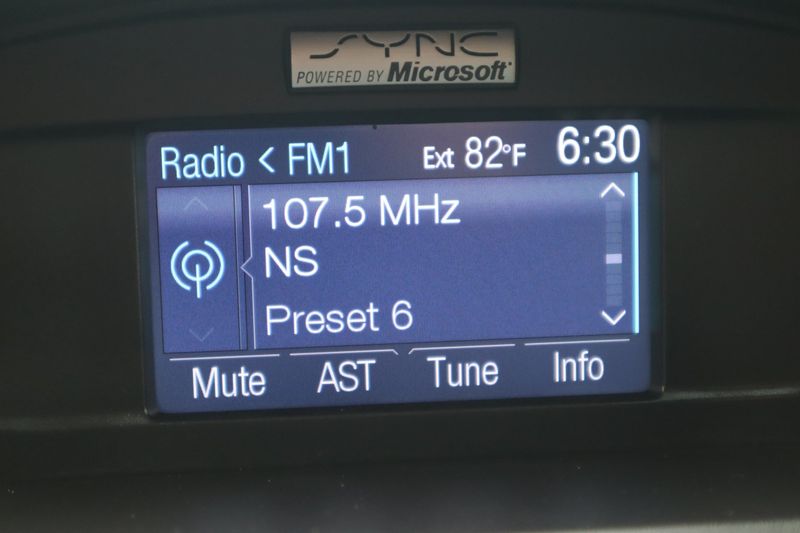 SYNC
POWERED BY Microsoft
Radio < FM1 Ext 82°F 6:30
107.5 MHz
NS
Preset 6
Mute AST Tune Info